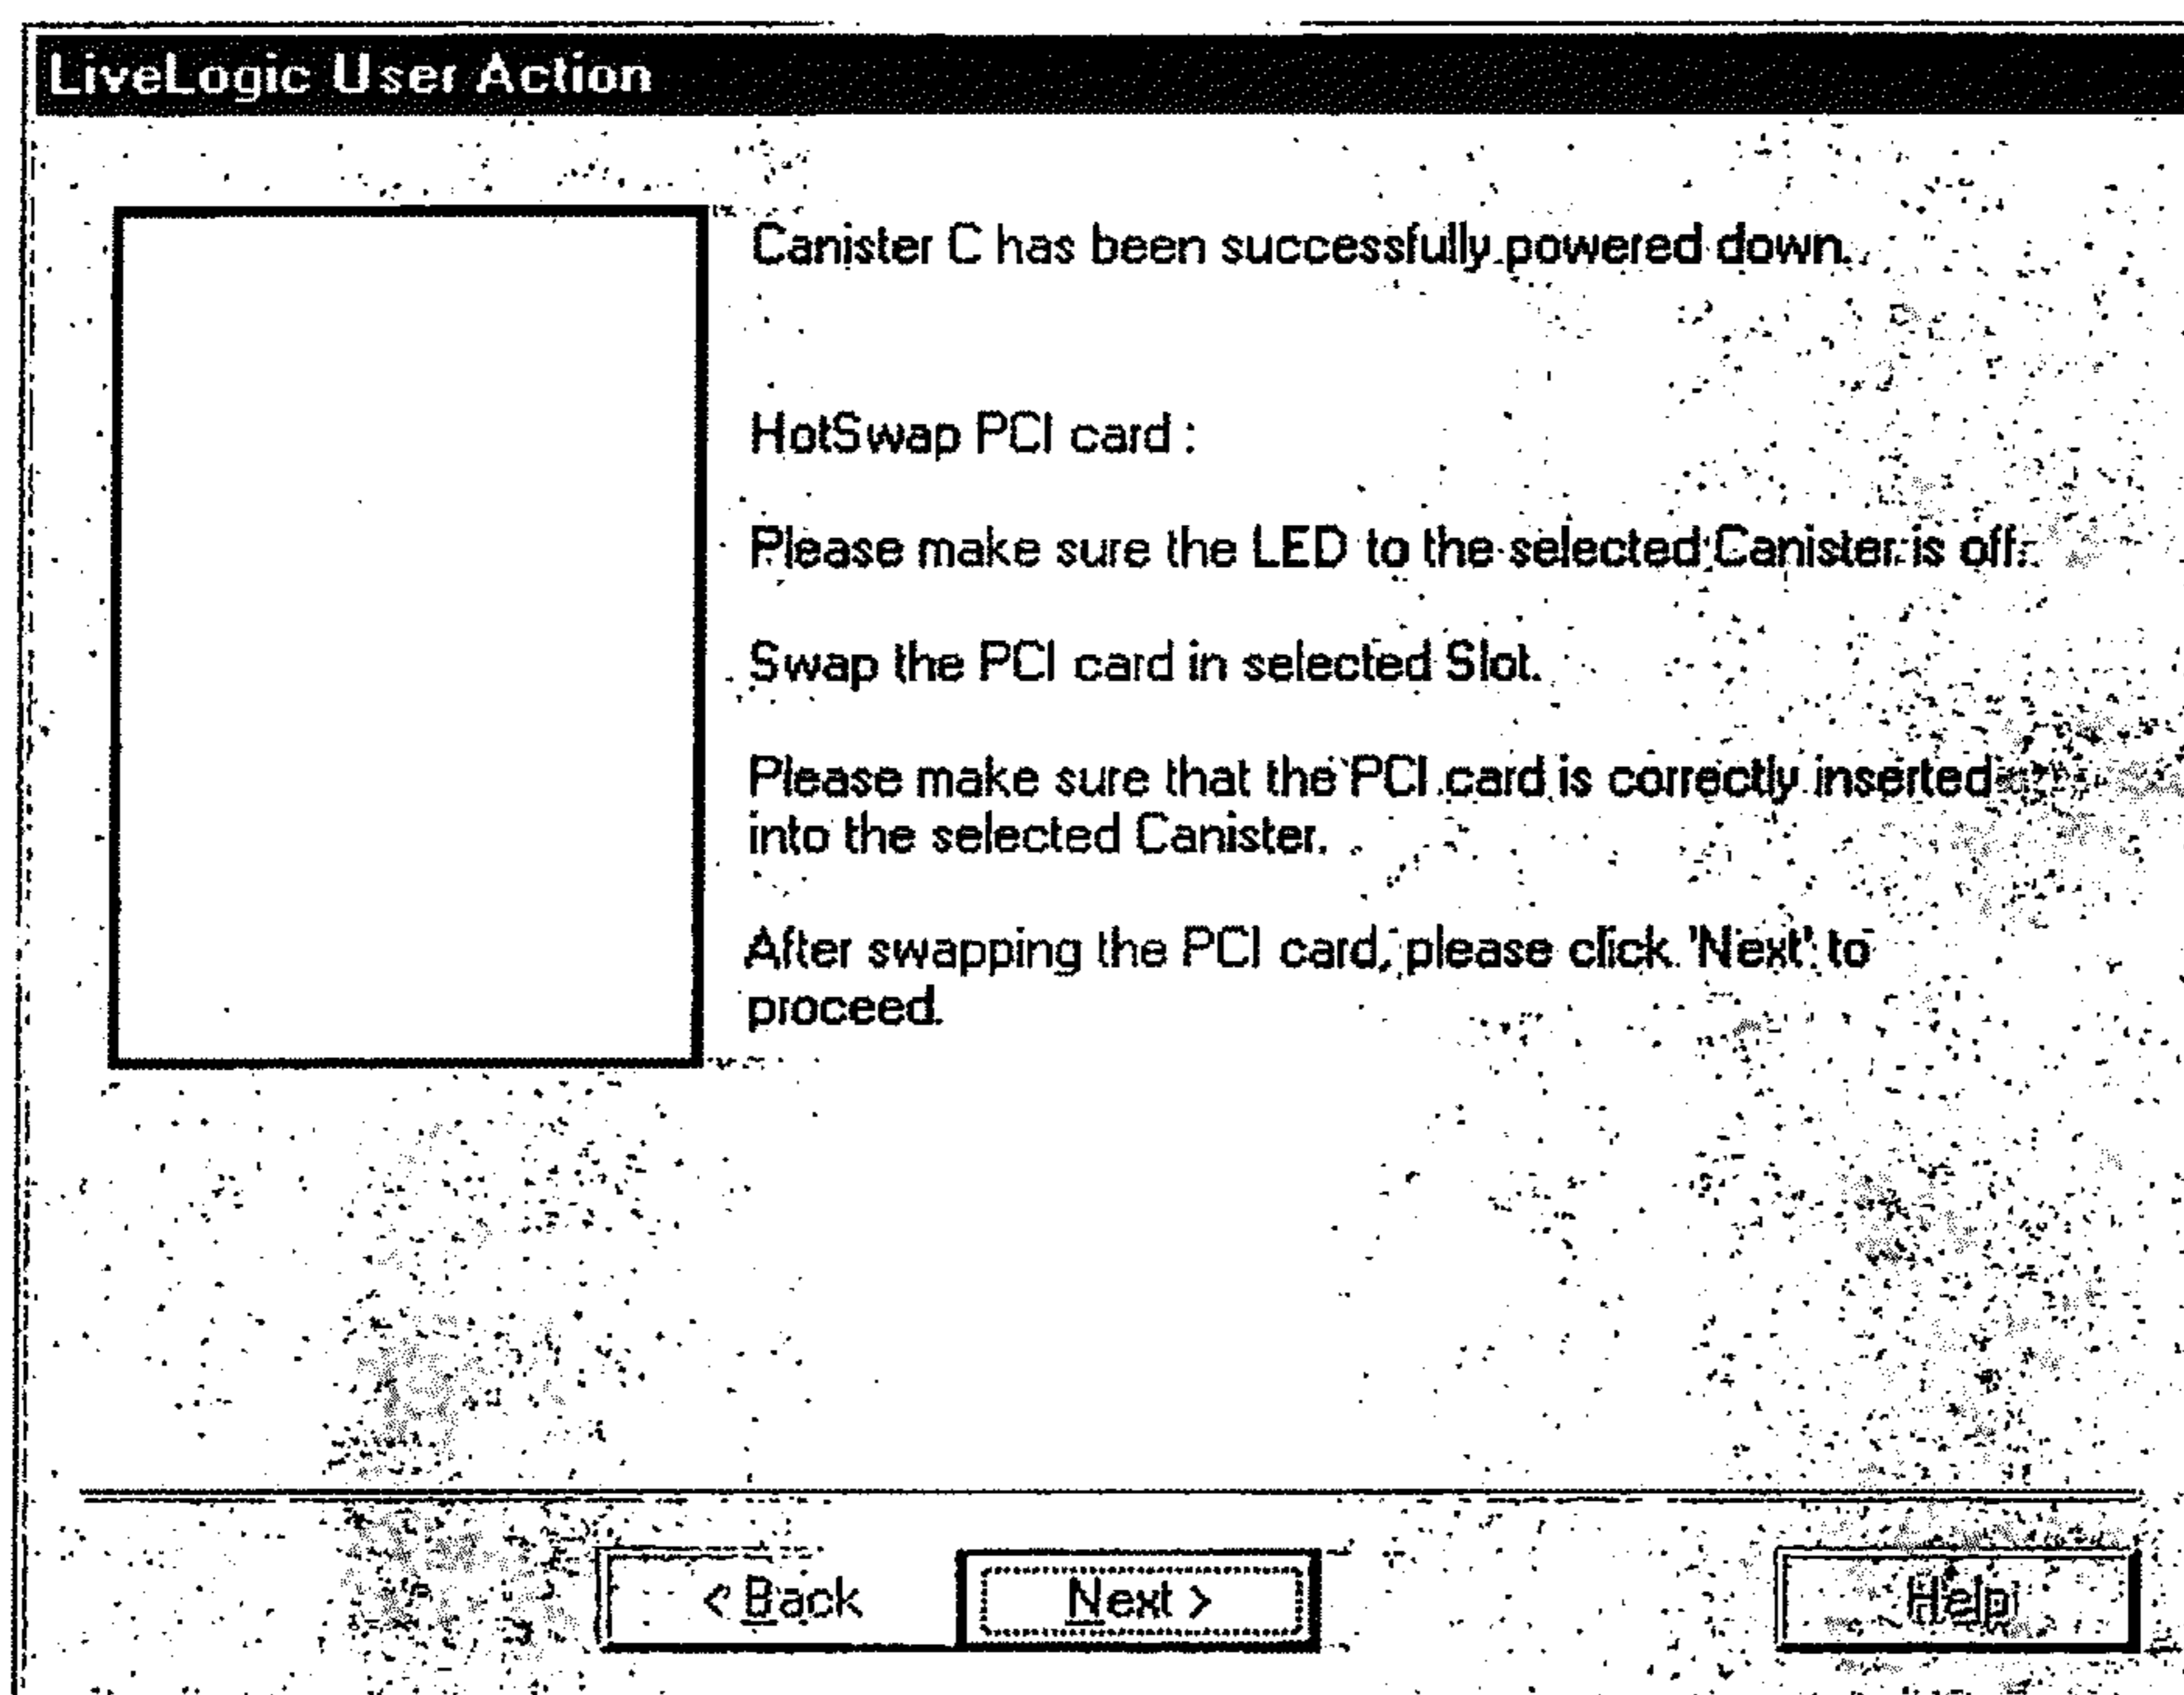 LiveLogic User Action
Canister C has been successfully powered down.
HotSwap PCI card :
Please make sure the LED to the selected Canister is off.
Swap the PCI card in selected Slot.
Please make sure that the PCI card is correctly inserted
into the selected Canister.
After swapping the PCI card, please click 'Next' to
proceed.
< Back
Next >
Help